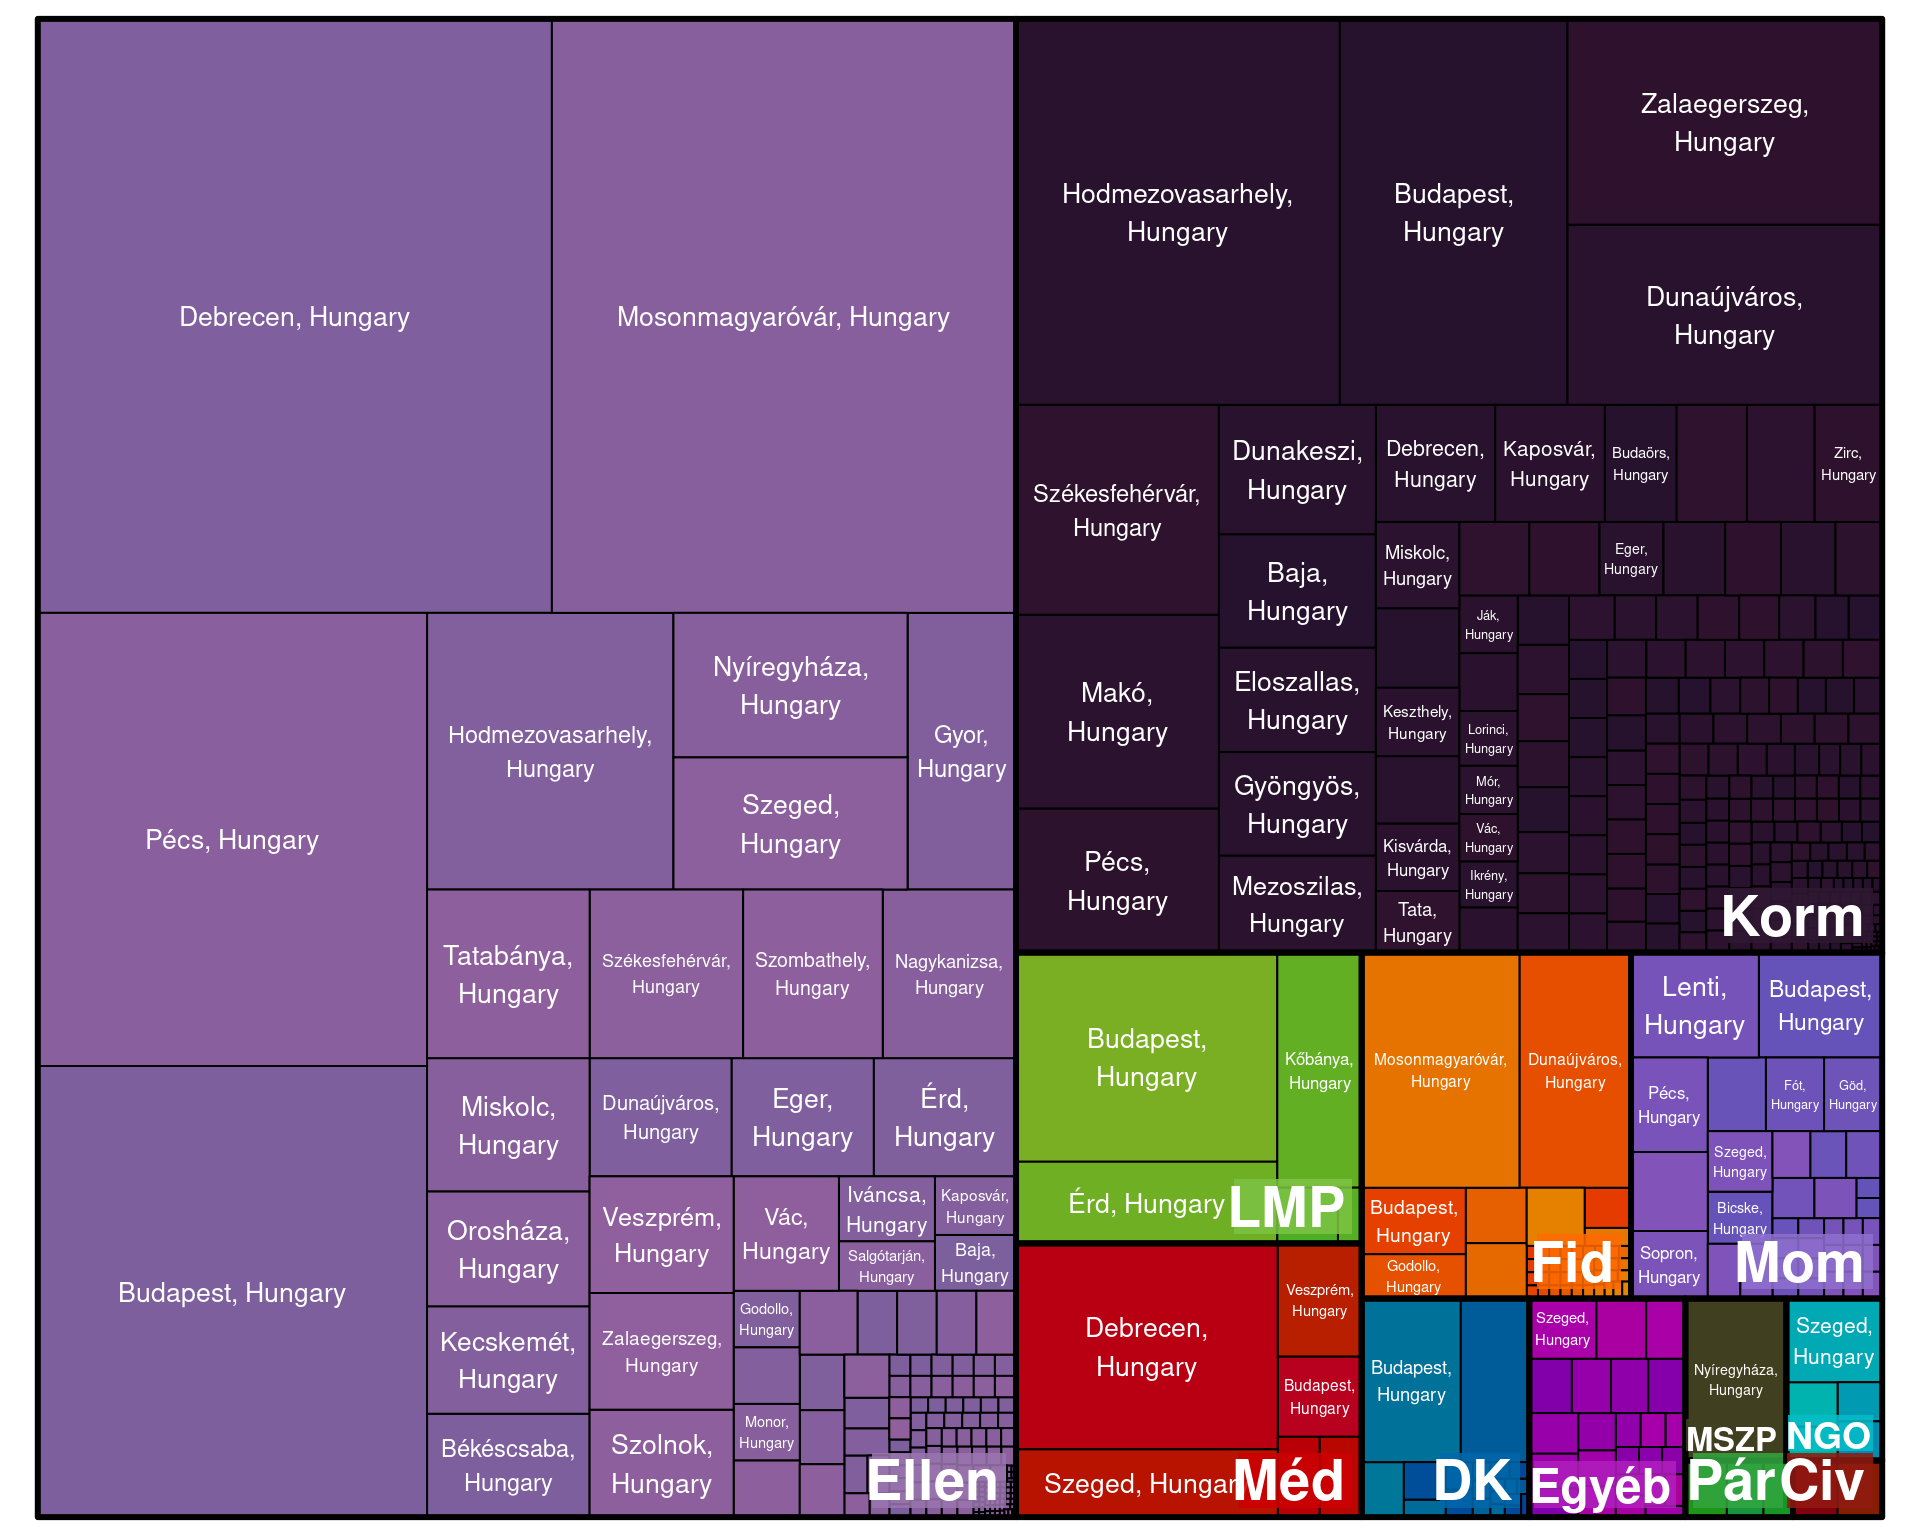 Debrecen, Hungary
Mosonmagyaróvár, Hungary
Pécs, Hungary
Budapest, Hungary
Hodmezovasarhely,
Hungary
Nyíregyháza,
Hungary
Szeged,
Hungary
Gyor,
Hungary
Tatabánya,
Hungary
Székesfehérvár,
Hungary
Szombathely,
Hungary
Nagykanizsa,
Hungary
Miskolc,
Hungary
Dunaújváros,
Hungary
Eger,
Hungary
Érd,
Hungary
Orosháza,
Hungary
Veszprém,
Hungary
Vác,
Hungary
Iváncsa,
Hungary
Kaposvár,
Hungary
Salgótarján,
Hungary
Baja,
Hungary
Kecskemét,
Hungary
Zalaegerszeg,
Hungary
Godollo,
Hungary
Békéscsaba,
Hungary
Szolnok,
Hungary
Monor,
Hungary
Ellen
Hodmezovasarhely,
Hungary
Budapest,
Hungary
Zalaegerszeg,
Hungary
Dunaújváros,
Hungary
Székesfehérvár,
Hungary
Makó,
Hungary
Pécs,
Hungary
Dunakeszi,
Hungary
Baja,
Hungary
Eloszallas,
Hungary
Gyöngyös,
Hungary
Mezoszilas,
Hungary
Debrecen,
Hungary
Kaposvár,
Hungary
Budaörs,
Hungary
Zirc,
Hungary
Miskolc,
Hungary
Eger,
Hungary
Ják,
Hungary
Keszthely,
Hungary
Lorinci,
Hungary
Mór,
Hungary
Vác,
Hungary
Kisvárda,
Hungary
Ikrény,
Hungary
Tata,
Hungary
Korm
Budapest,
Hungary
Kőbánya,
Hungary
Érd, Hungary
LMP
Mosonmagyaróvár,
Hungary
Dunaújváros,
Hungary
Budapest,
Hungary
Godollo,
Hungary
Fid
Lenti,
Hungary
Budapest,
Hungary
Pécs,
Hungary
Fót,
Hungary
Göd,
Hungary
Szeged,
Hungary
Bicske,
Hungary
Sopron,
Hungary
Mom
Debrecen,
Hungary
Veszprém,
Hungary
Budapest,
Hungary
Szeged, Hungar
Méd
Budapest,
Hungary
DK
Szeged,
Hungary
Egyéb
Nyíregyháza,
Hungary
MSZP
Szeged,
Hungary
NGO
Pár
Civ